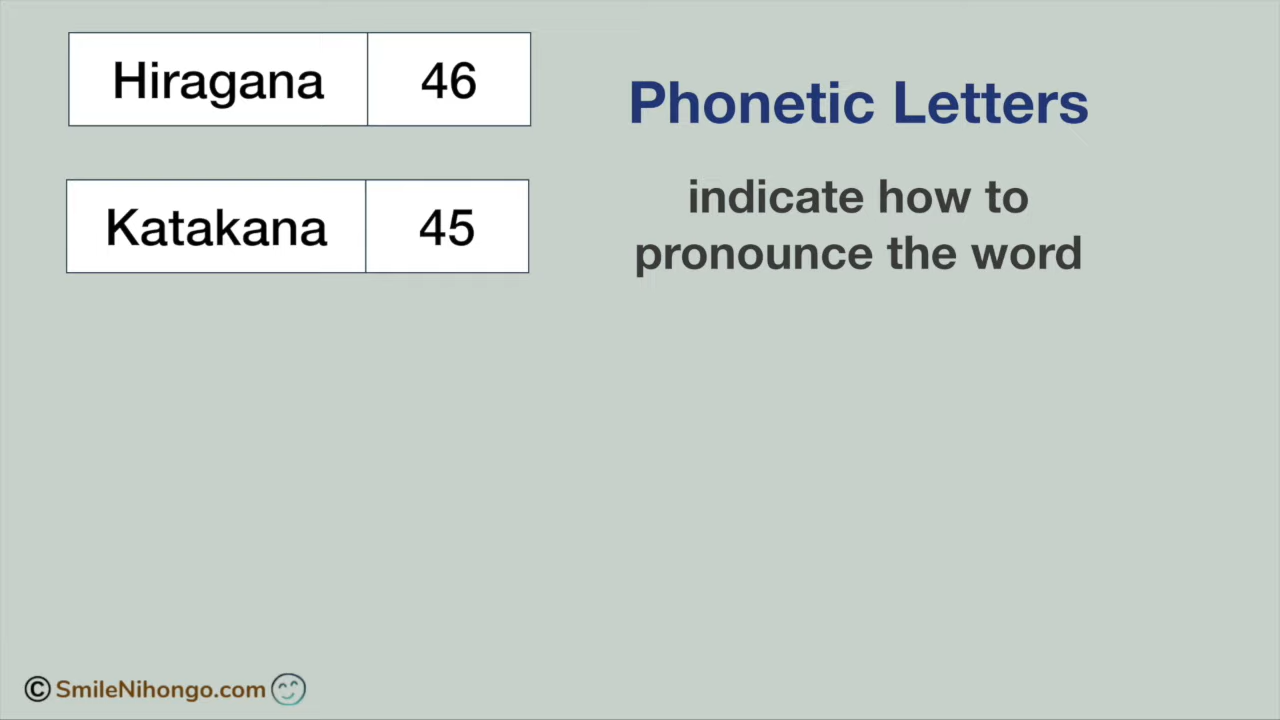 Hiragana 46
Phonetic Letters
indicate how to
pronounce the word
Katakana 45
© SmileNihongo.com